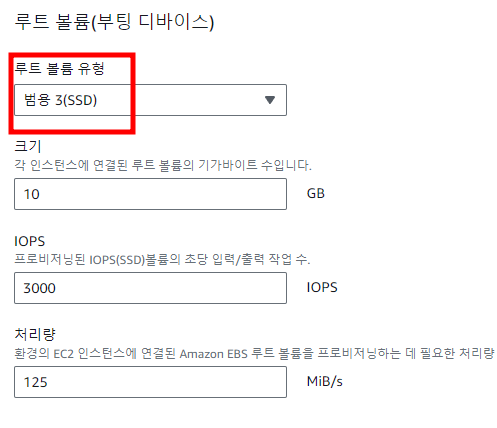 루트 볼륨(부팅 디바이스)
루트 볼륨 유형
범용 3(SSD)
크기
각 인스턴스에 연결된 루트 볼륨의 기가바이트 수입니다.
10 GB
IOPS
프로비저닝된 IOPS(SSD)볼륨의 초당 입력/출력 작업 수.
3000 IOPS
처리량
환경의 EC2 인스턴스에 연결된 Amazon EBS 루트 볼륨을 프로비저닝하는 데 필요한 처리량
125 MiB/s